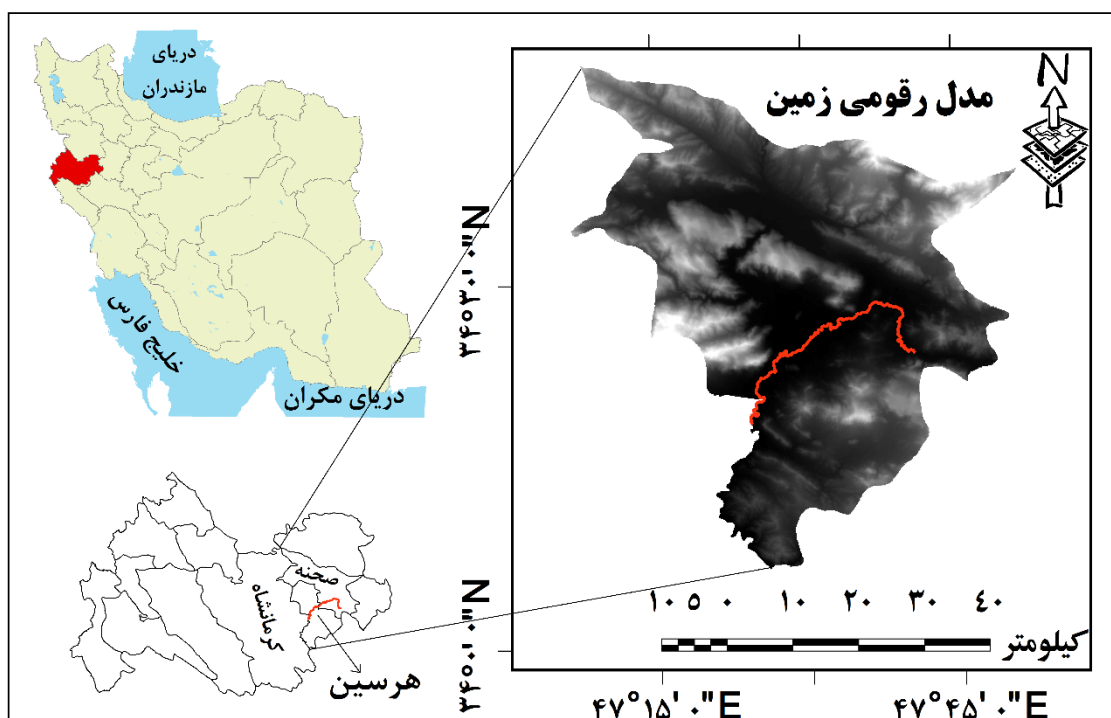 دریای
مازندران
خلیج فارس
دریای مکران
صحنه
کرمانشاه
هرسین
مدل رقومی زمین
N
۳۴°۳۰'۰"N
۳۴°۰'۰"N
۱۰ ۵ ۰ ۱۰ ۲۰ ۳۰ ۴۰
کیلومتر
۴۷°۱۵'۰"E ۴۷°۴۵'۰"E